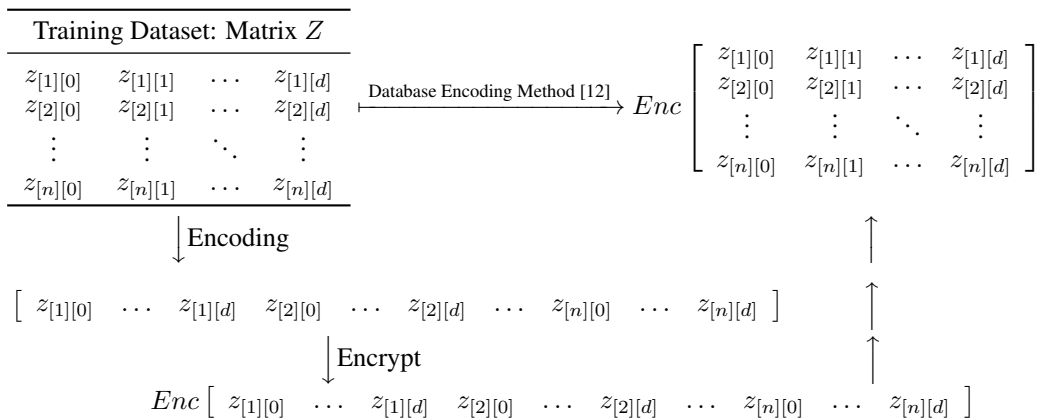 Training Dataset: Matrix Z
z[1][0] z[1][1] … z[1][d]
z[2][0] z[2][1] … z[2][d]
⋮ ⋮ ⋱ ⋮
z[n][0] z[n][1] … z[n][d]
Database Encoding Method [12]
Enc
z[1][0] z[1][1] … z[1][d]
z[2][0] z[2][1] … z[2][d]
⋮ ⋮ ⋱ ⋮
z[n][0] z[n][1] … z[n][d]
Encoding
[ z[1][0] … z[1][d] z[2][0] … z[2][d] … z[n][0] … z[n][d] ]
Encrypt
Enc [ z[1][0] … z[1][d] z[2][0] … z[2][d] … z[n][0] … z[n][d] ]